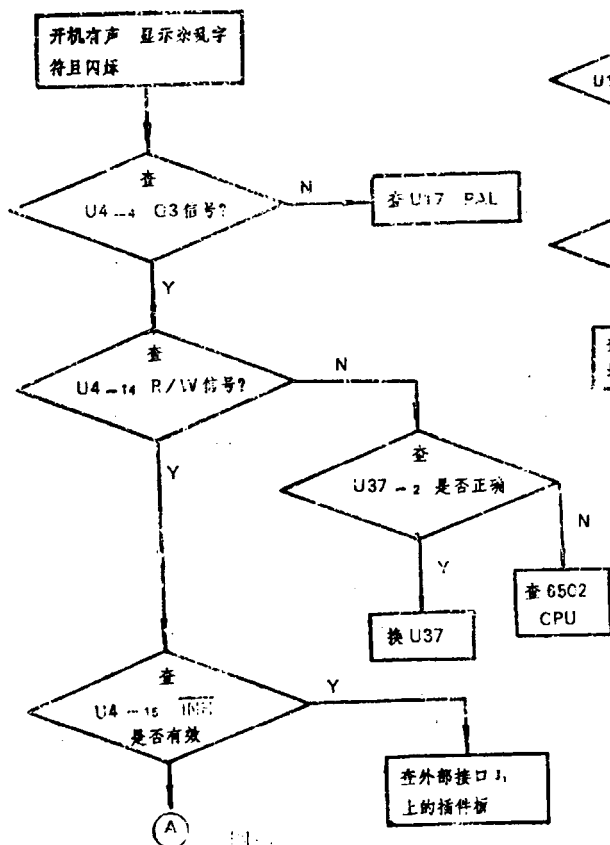 开机有声 显示杂乱字
符且闪烁
查
U4-4 Q3信号?
N
查U17 PAL
Y
查
U4-14 R/W信号?
N
Y
查
U37-2 是否正确
N
Y
查6502
CPU
换U37
查
U4-15
是否有效
Y
查外部接口J1
上的插件板
A